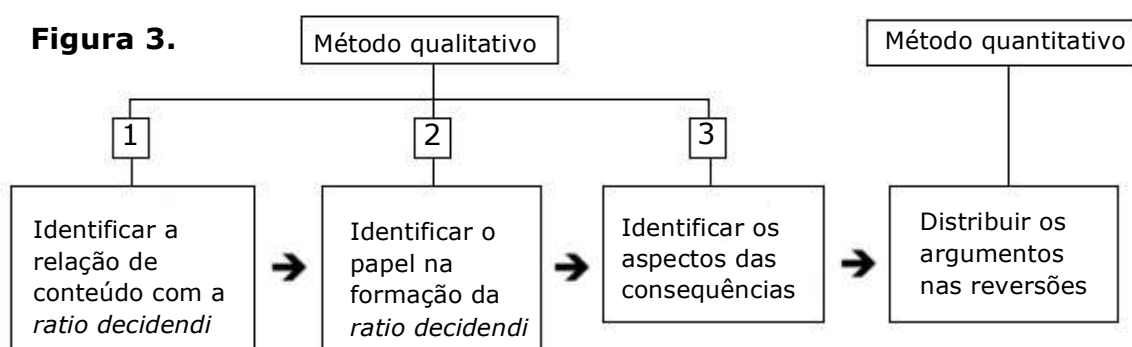 Figura 3.
Método qualitativo
Método quantitativo
1
2
3
Identificar a
relação de
conteúdo com a
ratio decidendi
Identificar o
papel na
formação da
ratio decidendi
Identificar os
aspectos das
consequências
Distribuir os
argumentos
nas reversões